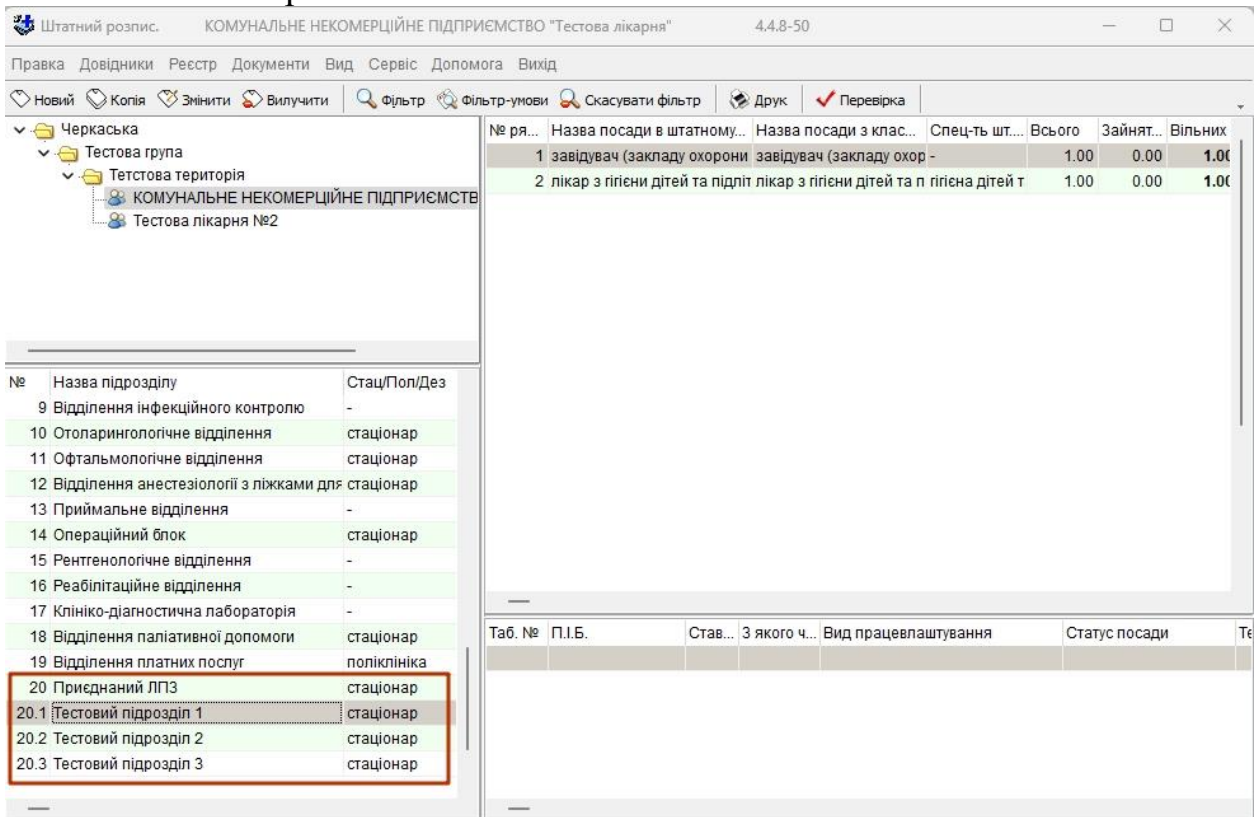 Штатний розпис. КОМУНАЛЬНЕ НЕКОМЕРЦІЙНЕ ПІДПРИЄМСТВО "Тестова лікарня" 4.4.8-50
Правка Довідники Реєстр Документи Вид Сервіс Допомога Вихід
Новий Копія Змінити Вилучити Фільтр Фільтр-умови Скасувати фільтр Друк Перевірка
Черкаська
Тестова група
Тетстова територія
КОМУНАЛЬНЕ НЕКОМЕРЦІЙНЕ ПІДПРИЄМСТВ
Тестова лікарня №2
№ ря... Назва посади в штатному... Назва посади з клас... Спец-ть шт.... Всього Зайнят... Вільних
1 завідувач (закладу охорони завідувач (закладу охор - 1.00 0.00 1.00
2 лікар з гігієни дітей та підліт лікар з гігієни дітей та п гігієна дітей т 1.00 0.00 1.00
№ Назва підрозділу Стац/Пол/Дез
9 Відділення інфекційного контролю -
10 Отоларингологічне відділення стаціонар
11 Офтальмологічне відділення стаціонар
12 Відділення анестезіології з ліжками для стаціонар
13 Приймальне відділення -
14 Операційний блок стаціонар
15 Рентгенологічне відділення -
16 Реабілітаційне відділення -
17 Клініко-діагностична лабораторія -
18 Відділення паліативної допомоги стаціонар
19 Відділення платних послуг поліклініка
20 Приєднаний ЛПЗ стаціонар
20.1 Тестовий підрозділ 1 стаціонар
20.2 Тестовий підрозділ 2 стаціонар
20.3 Тестовий підрозділ 3 стаціонар
Таб. № П.І.Б. Став... З якого ч... Вид працевлаштування Статус посади Те